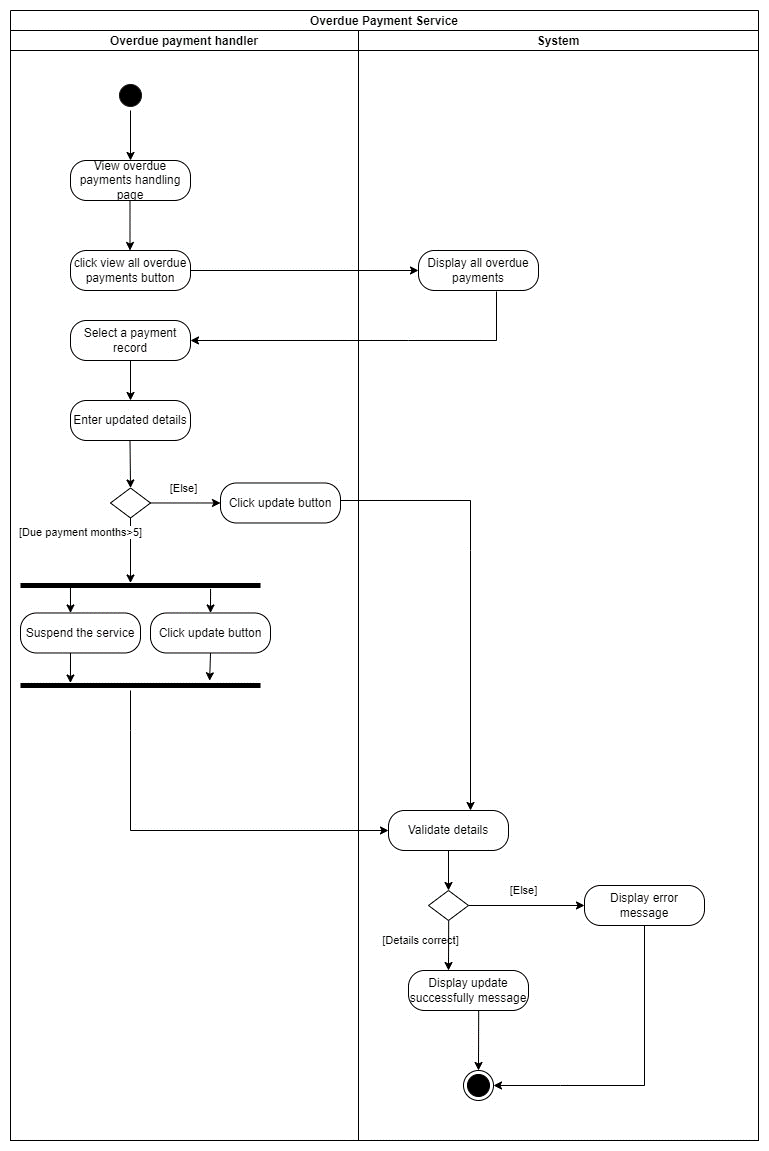 Overdue Payment Service
Overdue payment handler
System
View overdue
payments handling
page
click view all overdue
payments button
Display all overdue
payments
Select a payment
record
Enter updated details
[Else]
Click update button
[Due payment months>5]
Suspend the service
Click update button
Validate details
[Else]
Display error
message
[Details correct]
Display update
successfully message